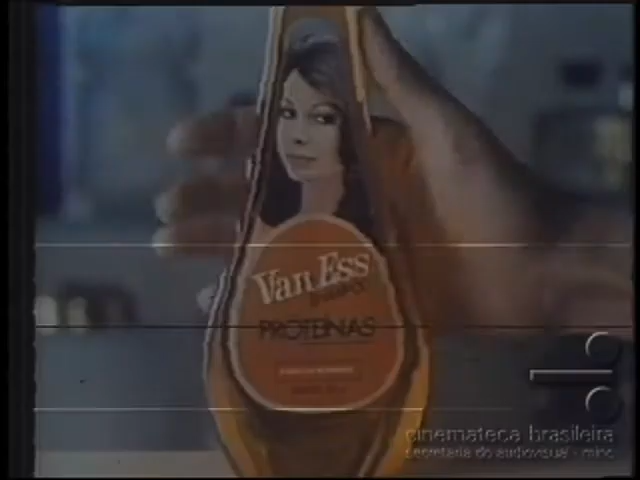 Van Ess
PROTEÍNAS
cinemateca brasileira
secretaria do audiovisual - minc